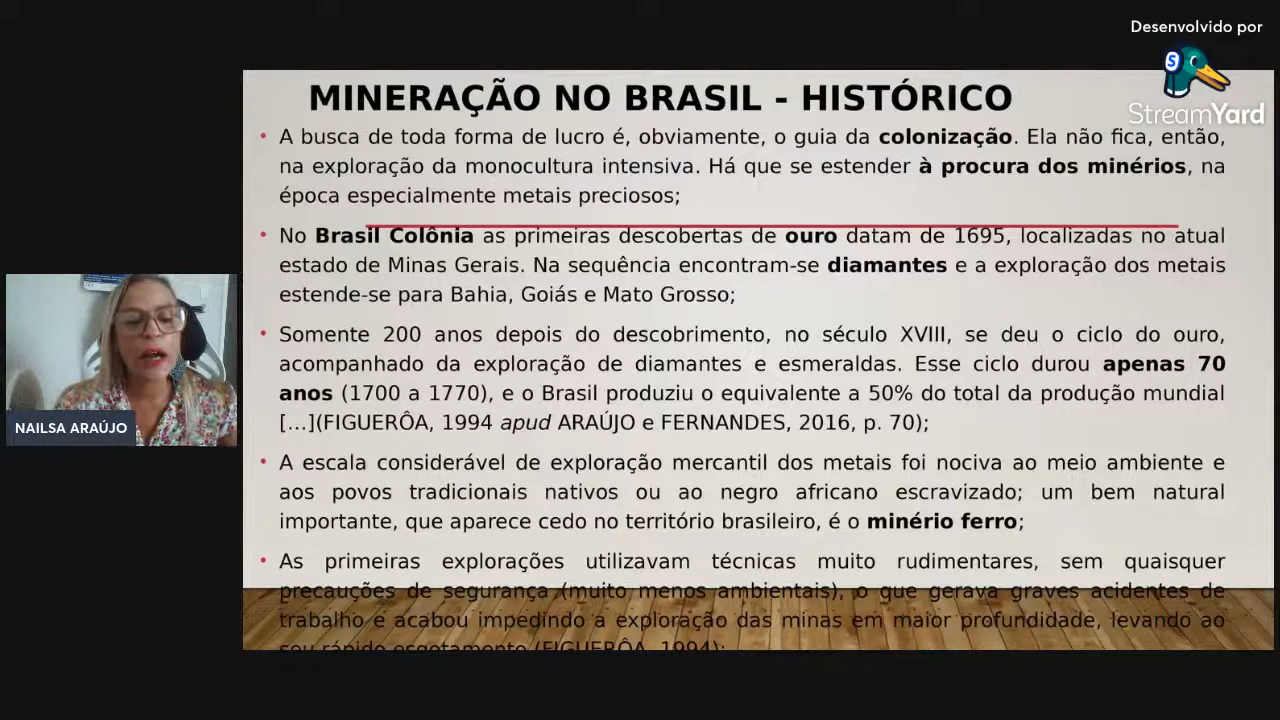 Desenvolvido por
StreamYard
MINERAÇÃO NO BRASIL - HISTÓRICO
• A busca de toda forma de lucro é, obviamente, o guia da colonização. Ela não fica, então,
na exploração da monocultura intensiva. Há que se estender à procura dos minérios, na
época especialmente metais preciosos;
• No Brasil Colônia as primeiras descobertas de ouro datam de 1695, localizadas no atual
estado de Minas Gerais. Na sequência encontram-se diamantes e a exploração dos metais
estende-se para Bahia, Goiás e Mato Grosso;
• Somente 200 anos depois do descobrimento, no século XVIII, se deu o ciclo do ouro,
acompanhado da exploração de diamantes e esmeraldas. Esse ciclo durou apenas 70
anos (1700 a 1770), e o Brasil produziu o equivalente a 50% do total da produção mundial
[...](FIGUERÔA, 1994 apud ARAÚJO e FERNANDES, 2016, p. 70);
• A escala considerável de exploração mercantil dos metais foi nociva ao meio ambiente e
aos povos tradicionais nativos ou ao negro africano escravizado; um bem natural
importante, que aparece cedo no território brasileiro, é o minério ferro;
• As primeiras explorações utilizavam técnicas muito rudimentares, sem quaisquer
precauções de segurança (muito menos ambientais), o que gerava graves acidentes de
trabalho e acabou impedindo a exploração das minas em maior profundidade, levando ao
seu rápido esgotamento (FIGUERÔA, 1994);
NAILSA ARAÚJO